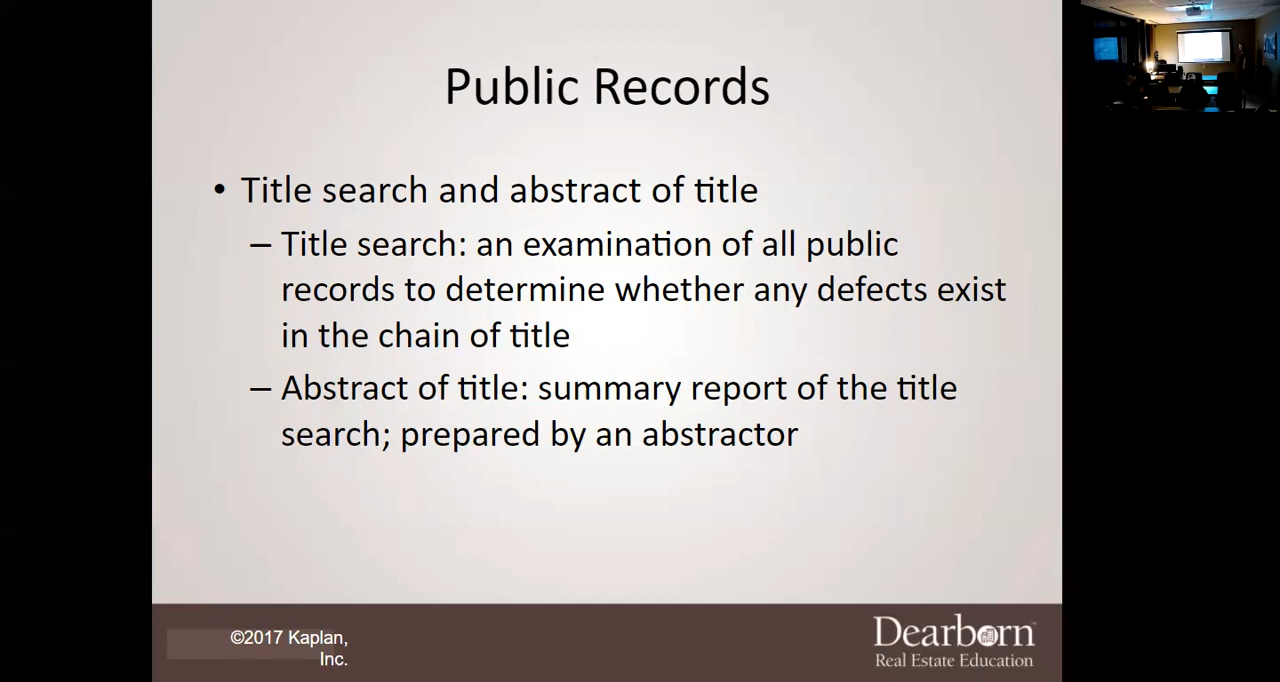 Public Records
• Title search and abstract of title
– Title search: an examination of all public
records to determine whether any defects exist
in the chain of title
– Abstract of title: summary report of the title
search; prepared by an abstractor
©2017 Kaplan,
Inc.
Dearborn™
Real Estate Education